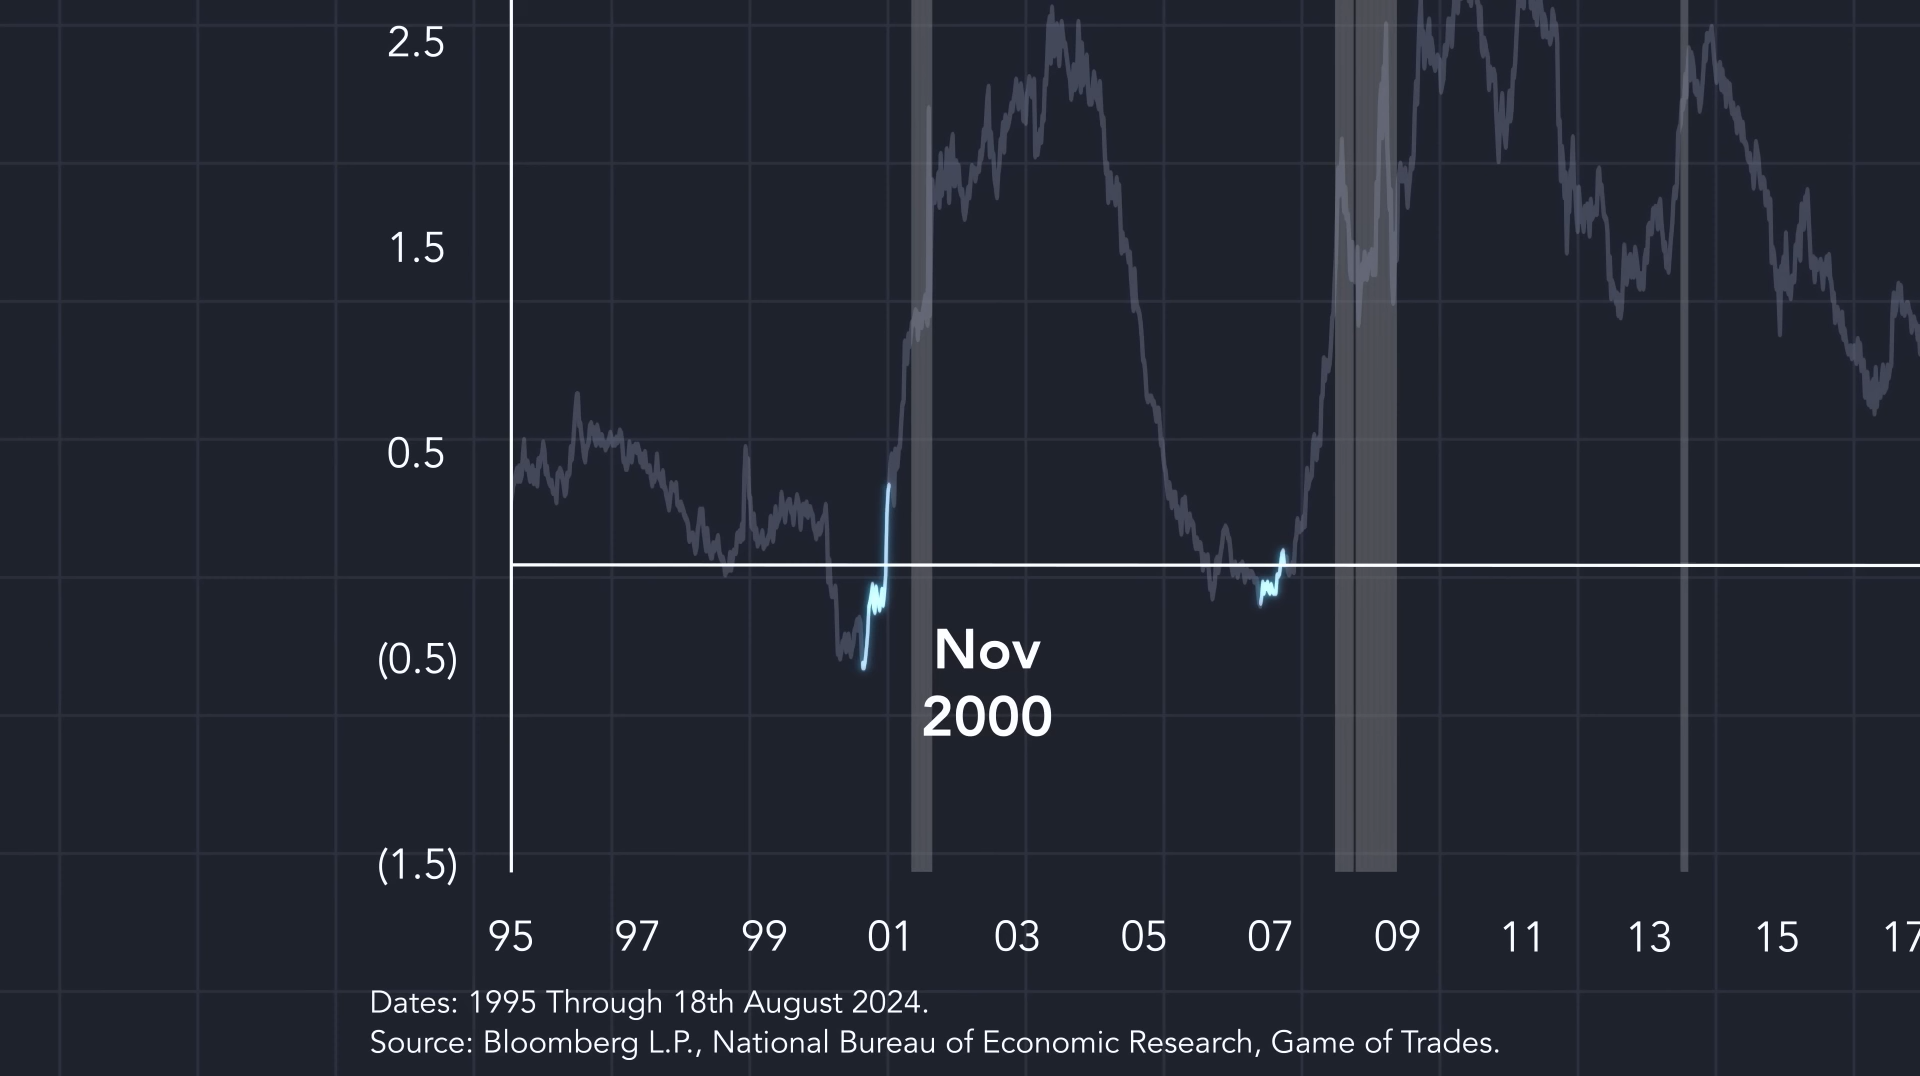 2.5
1.5
0.5
(0.5)
(1.5)
Nov
2000
95 97 99 01 03 05 07 09 11 13 15 17
Dates: 1995 Through 18th August 2024.
Source: Bloomberg L.P., National Bureau of Economic Research, Game of Trades.